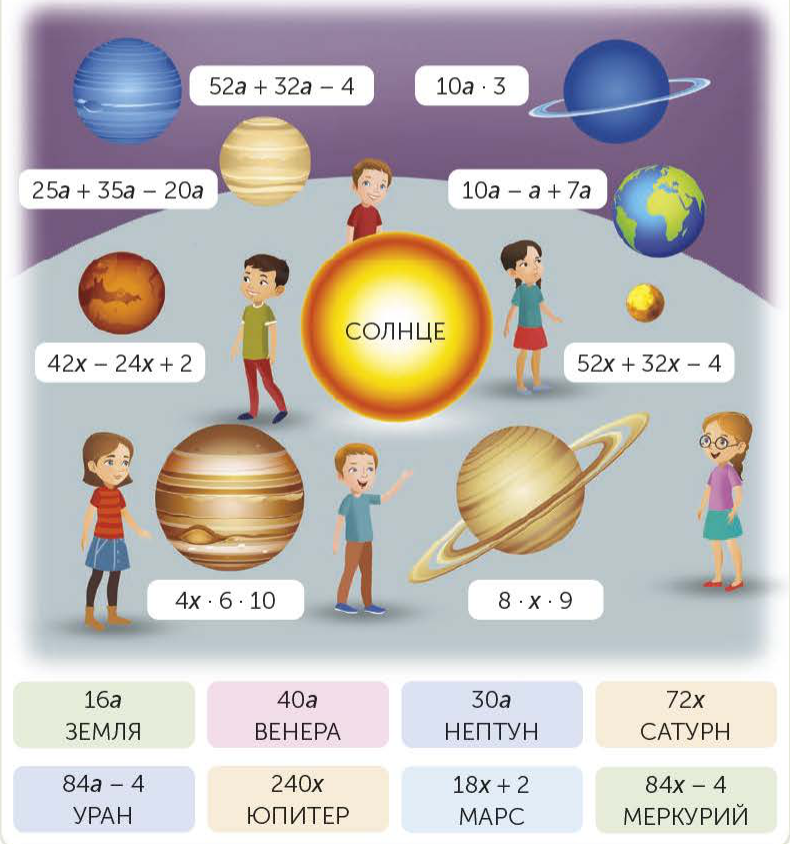 52a + 32a − 4
10a · 3
25a + 35a − 20a
10a − a + 7a
СОЛНЦЕ
42x − 24x + 2
52x + 32x − 4
4x · 6 · 10
8 · x · 9
16a
ЗЕМЛЯ
40a
ВЕНЕРА
30a
НЕПТУН
72x
САТУРН
84a − 4
УРАН
240x
ЮПИТЕР
18x + 2
МАРС
84x − 4
МЕРКУРИЙ